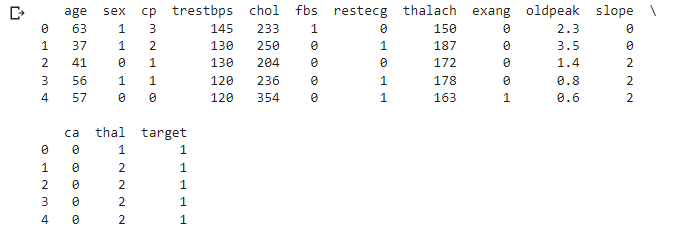 age sex cp trestbps chol fbs restecg thalach exang oldpeak slope \
0 63 1 3 145 233 1 0 150 0 2.3 0
1 37 1 2 130 250 0 1 187 0 3.5 0
2 41 0 1 130 204 0 0 172 0 1.4 2
3 56 1 1 120 236 0 1 178 0 0.8 2
4 57 0 0 120 354 0 1 163 1 0.6 2
ca thal target
0 0 1 1
1 0 2 1
2 0 2 1
3 0 2 1
4 0 2 1